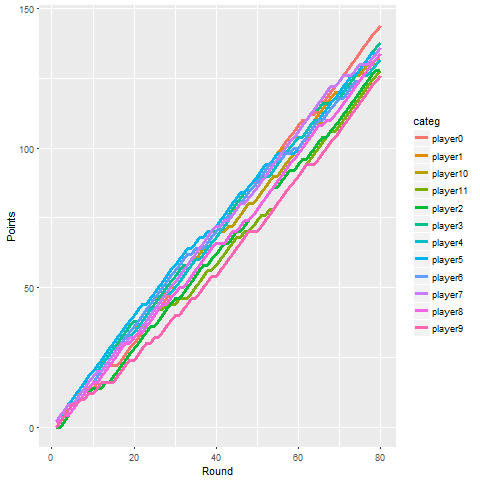 150
100
50
0
Points
0
20
40
60
80
Round
categ
player0
player1
player10
player11
player2
player3
player4
player5
player6
player7
player8
player9